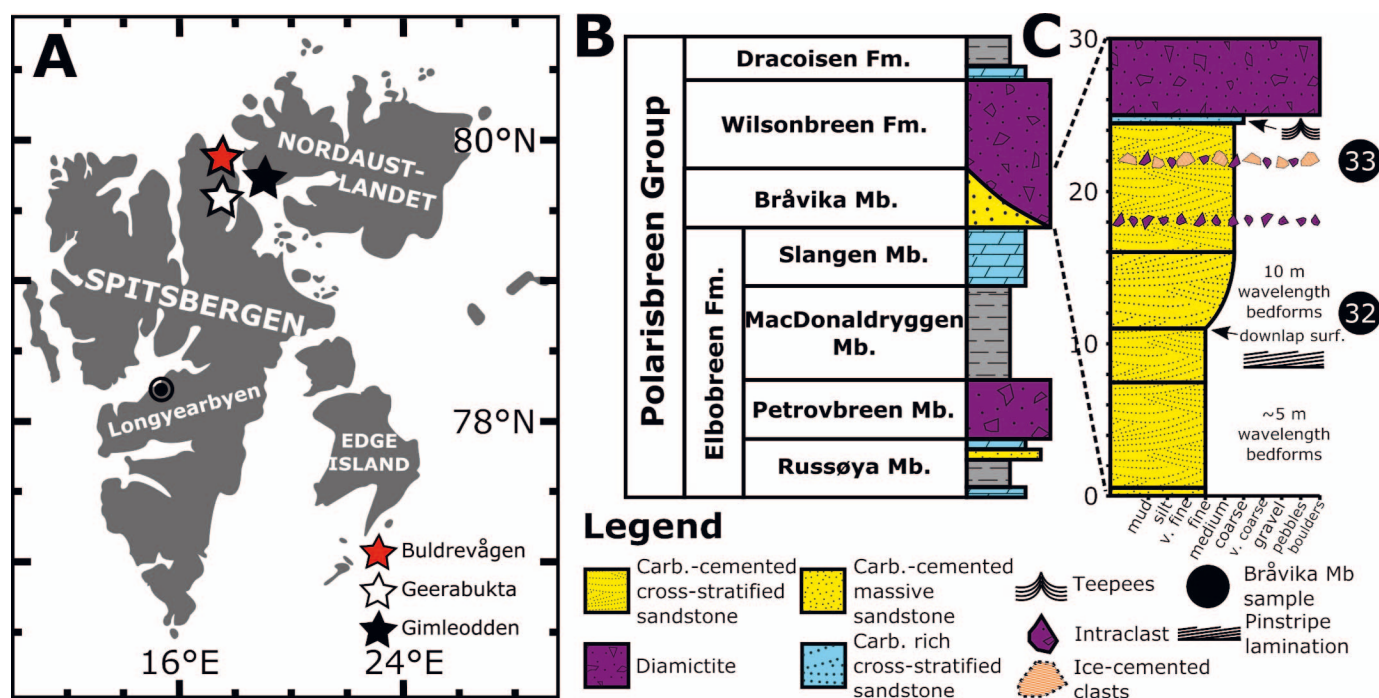 A
80°N
NORDAUST-
LANDET
SPITSBERGEN
Longyearbyen
78°N
EDGE
ISLAND
Buldrevågen
Geerabukta
Gimleodden
16°E
24°E
B
Polarisbreen Group
Dracoisen Fm.
Wilsonbreen Fm.
Bråvika Mb.
Elbobreen Fm.
Slangen Mb.
MacDonaldryggen
Mb.
Petrovbreen Mb.
Russøya Mb.
C
30
20
10
0
33
10 m
wavelength
bedforms
32
downlap surf.
~5 m
wavelength
bedforms
mud
silt
v. fine
fine
medium
coarse
v. coarse
gravel
pebbles
boulders
Legend
Carb.-cemented
cross-stratified
sandstone
Diamictite
Carb.-cemented
massive
sandstone
Carb. rich
cross-stratified
sandstone
Teepees
Intraclast
Ice-cemented
clasts
Bråvika Mb
sample
Pinstripe
lamination